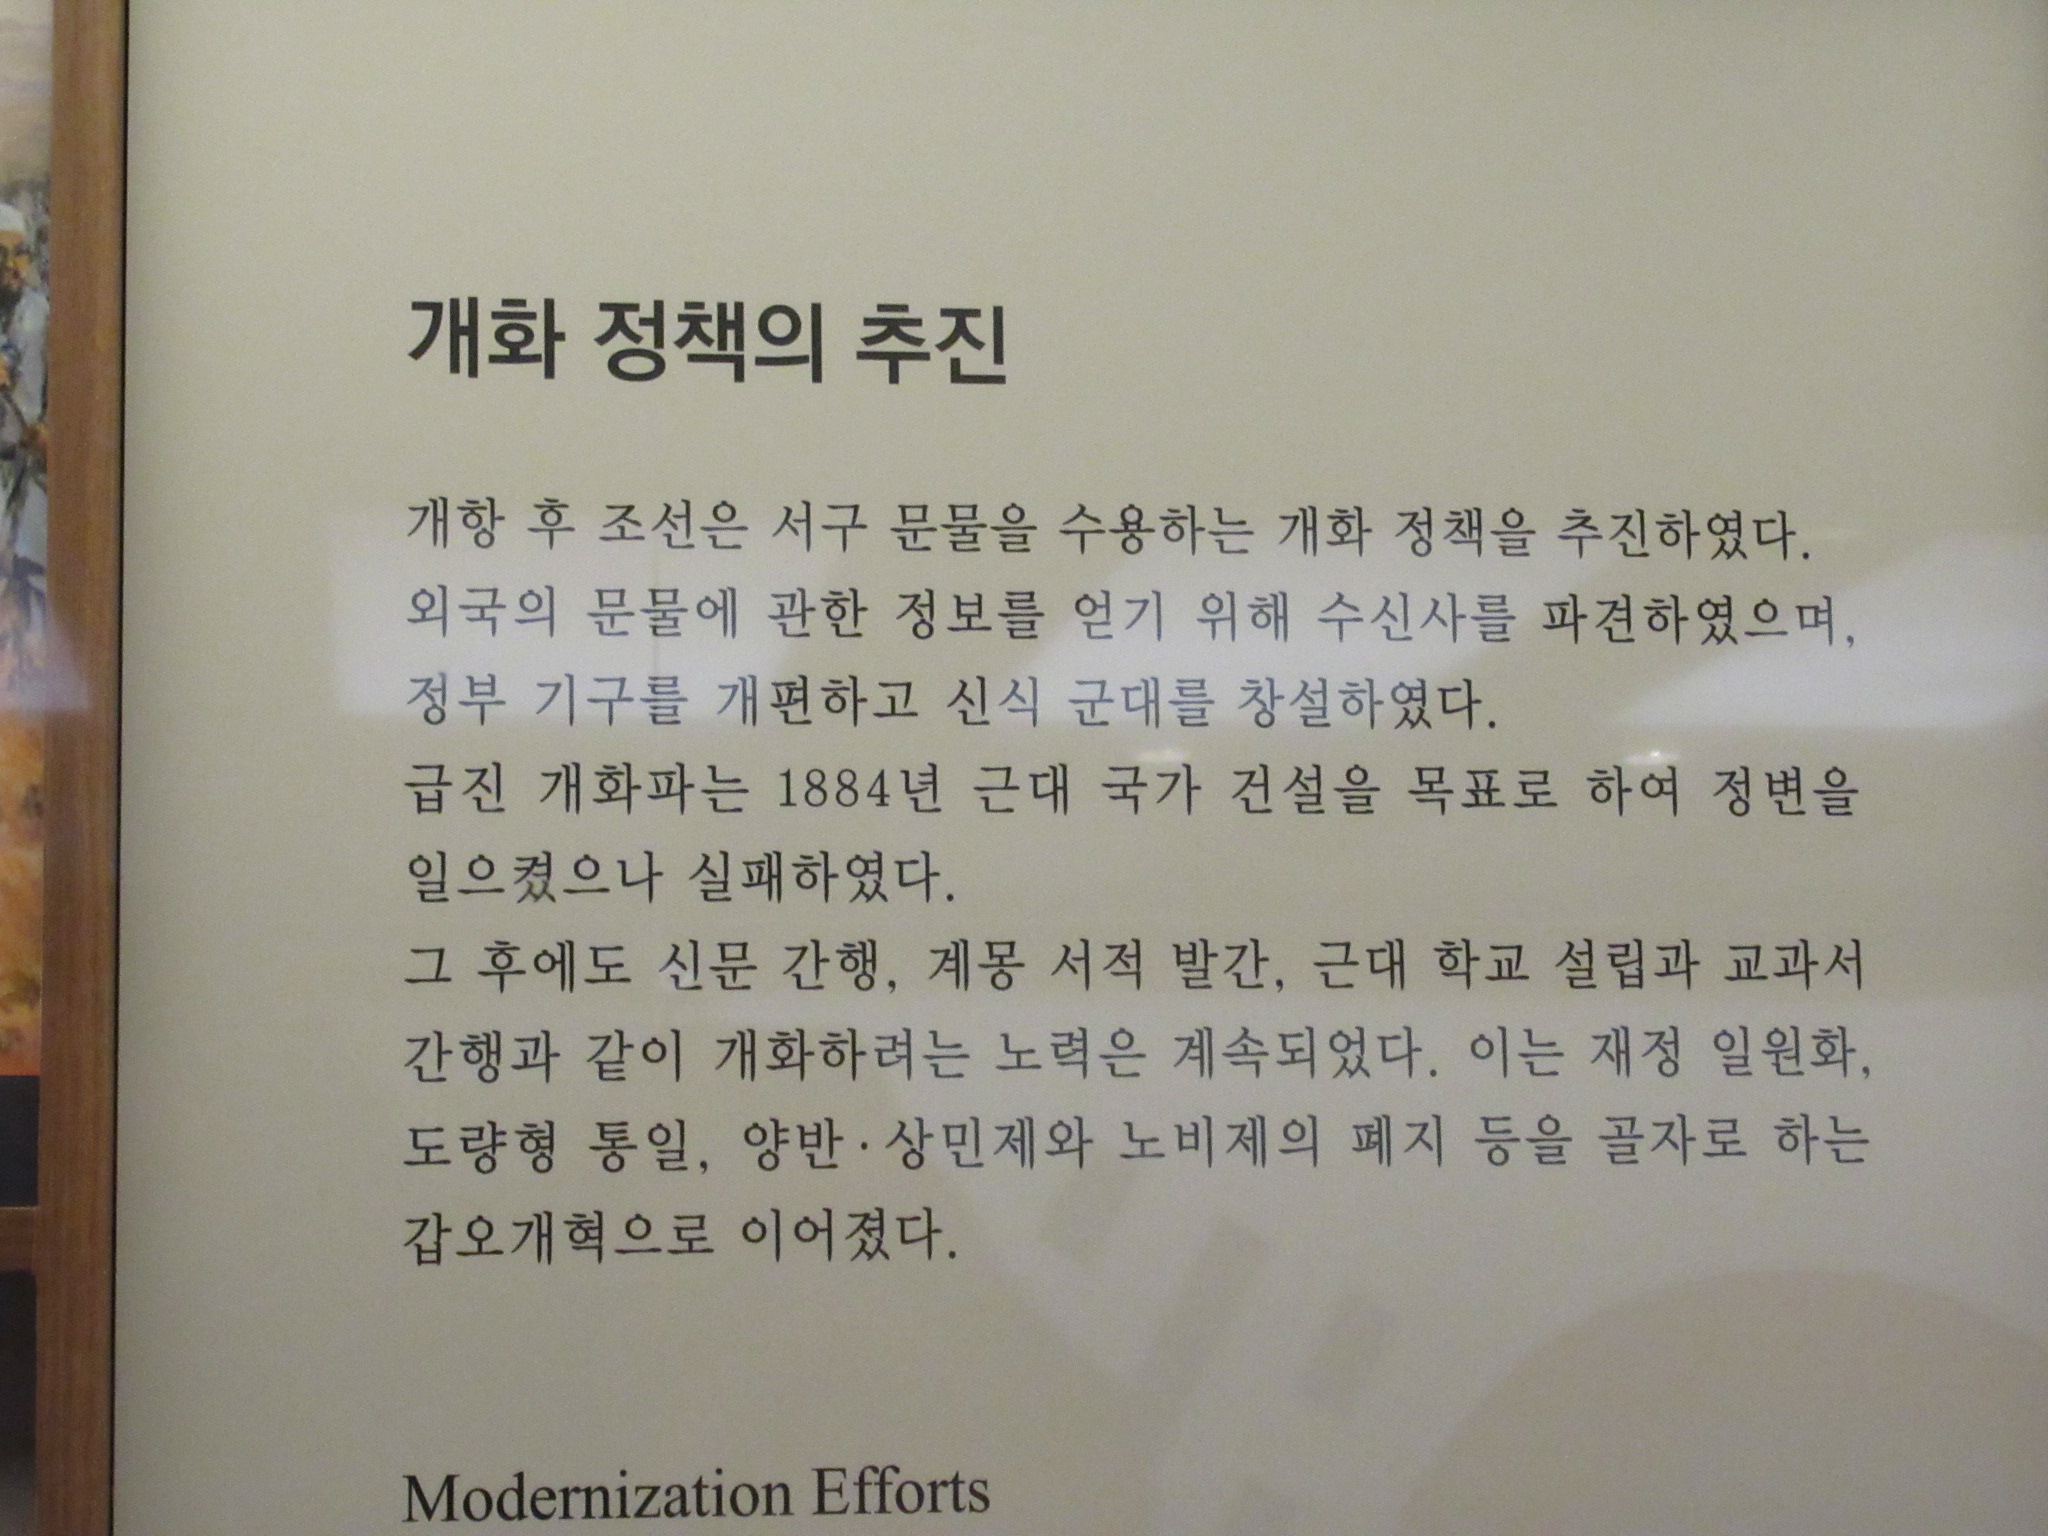 개화 정책의 추진
개항 후 조선은 서구 문물을 수용하는 개화 정책을 추진하였다.
외국의 문물에 관한 정보를 얻기 위해 수신사를 파견하였으며,
정부 기구를 개편하고 신식 군대를 창설하였다.
급진 개화파는 1884년 근대 국가 건설을 목표로 하여 정변을
일으켰으나 실패하였다.
그 후에도 신문 간행, 계몽 서적 발간, 근대 학교 설립과 교과서
간행과 같이 개화하려는 노력은 계속되었다. 이는 재정 일원화,
도량형 통일, 양반·상민제와 노비제의 폐지 등을 골자로 하는
갑오개혁으로 이어졌다.
Modernization Efforts